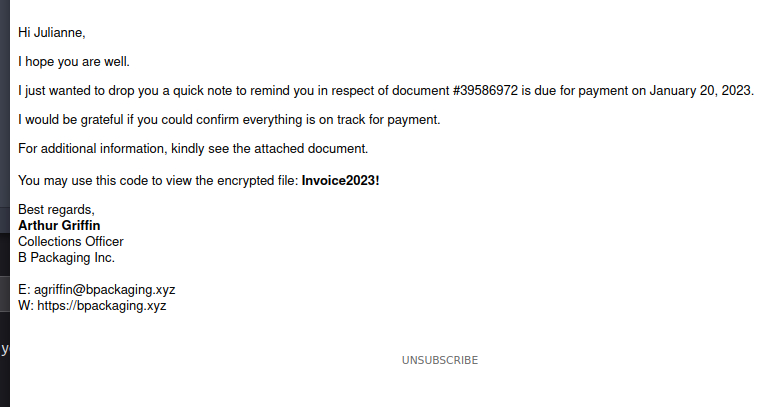 Hi Julianne,
I hope you are well.
I just wanted to drop you a quick note to remind you in respect of document #39586972 is due for payment on January 20, 2023.
I would be grateful if you could confirm everything is on track for payment.
For additional information, kindly see the attached document.
You may use this code to view the encrypted file: Invoice2023!
Best regards,
Arthur Griffin
Collections Officer
B Packaging Inc.
E: agriffin@bpackaging.xyz
W: https://bpackaging.xyz
UNSUBSCRIBE